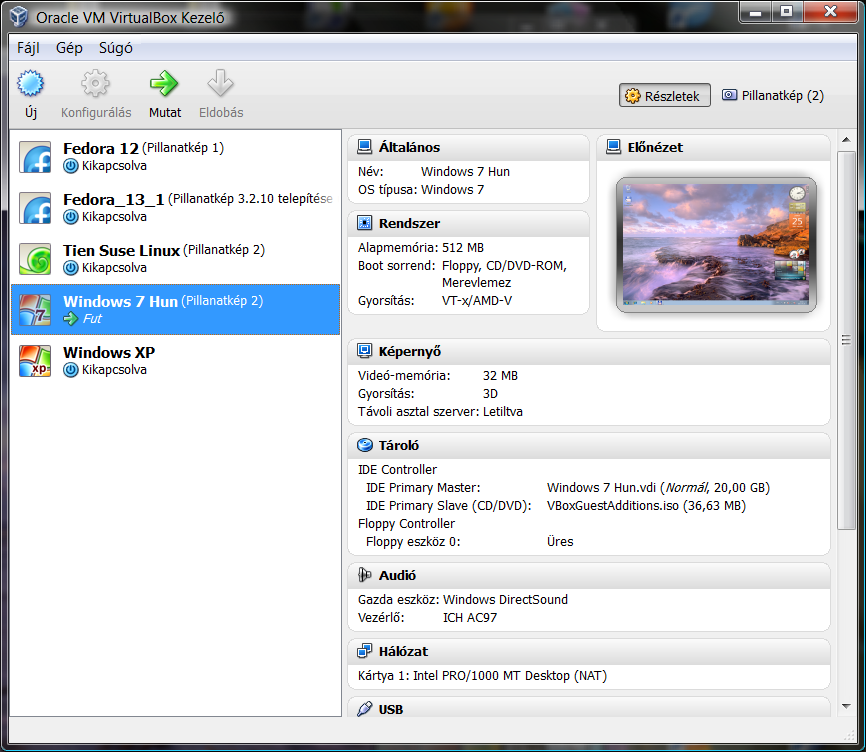 Oracle VM VirtualBox Kezelő
Fájl Gép Súgó
Új Konfigurálás Mutat Eldobás
Részletek Pillanatkép (2)
Fedora 12 (Pillanatkép 1)
Kikapcsolva
Fedora_13_1 (Pillanatkép 3.2.10 telepítése
Kikapcsolva
Tien Suse Linux (Pillanatkép 2)
Kikapcsolva
Windows 7 Hun (Pillanatkép 2)
Fut
Windows XP
Kikapcsolva
Általános
Név: Windows 7 Hun
OS típusa: Windows 7
Előnézet
25
Rendszer
Alapmemória: 512 MB
Boot sorrend: Floppy, CD/DVD-ROM,
Merevlemez
Gyorsítás: VT-x/AMD-V
Képernyő
Videó-memória: 32 MB
Gyorsítás: 3D
Távoli asztal szerver: Letiltva
Tároló
IDE Controller
IDE Primary Master: Windows 7 Hun.vdi (Normál, 20,00 GB)
IDE Primary Slave (CD/DVD): VBoxGuestAdditions.iso (36,63 MB)
Floppy Controller
Floppy eszköz 0: Üres
Audió
Gazda eszköz: Windows DirectSound
Vezérlő: ICH AC97
Hálózat
Kártya 1: Intel PRO/1000 MT Desktop (NAT)
USB